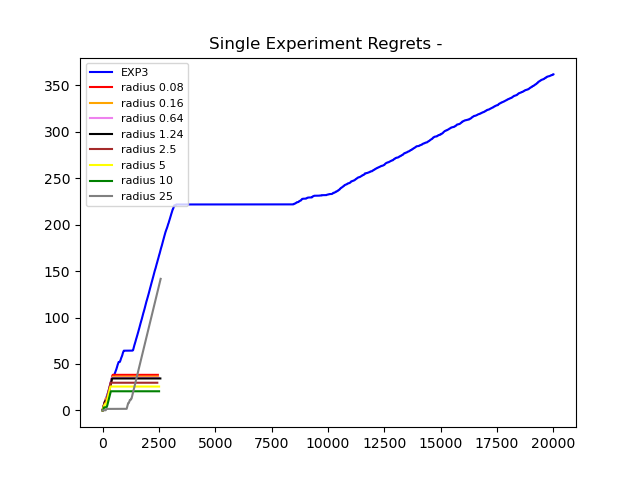 Single Experiment Regrets -
EXP3
radius 0.08
radius 0.16
radius 0.64
radius 1.24
radius 2.5
radius 5
radius 10
radius 25
350
300
250
200
150
100
50
0
0 2500 5000 7500 10000 12500 15000 17500 20000